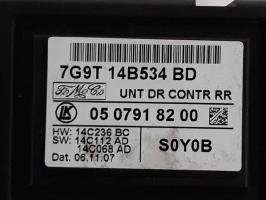 7G9T 14B534 BD
FoMoCo UNT DR CONTR RR
LK 05 0791 82 00
HW: 14C236 BC
SW: 14C112 AD
14C068 AD
S0Y0B
Dat. 06.11.07